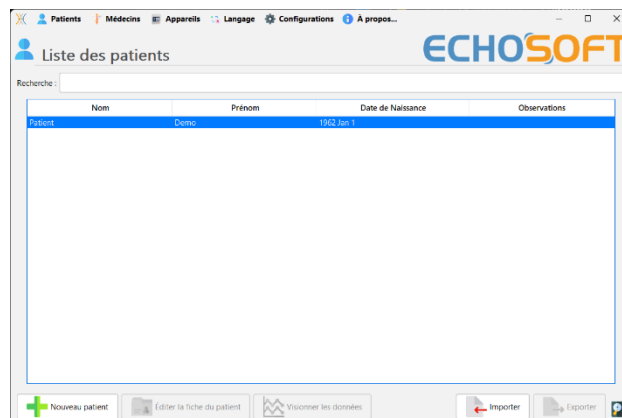 Patients Médecins Appareils Langage Configurations À propos...
Liste des patients
ECHOSOFT
Recherche :
Nom Prénom Date de Naissance Observations
Patient Demo 1962 Jan 1
Nouveau patient Éditer la fiche du patient Visionner les données Importer Exporter